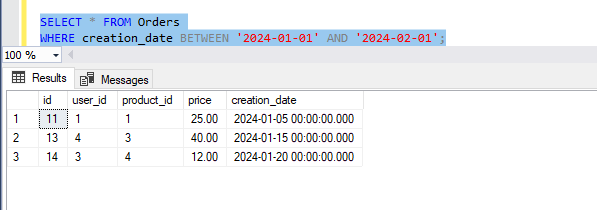 SELECT * FROM Orders
WHERE creation_date BETWEEN '2024-01-01' AND '2024-02-01';
100 %
Results Messages
id user_id product_id price creation_date
1 11 1 1 25.00 2024-01-05 00:00:00.000
2 13 4 3 40.00 2024-01-15 00:00:00.000
3 14 3 4 12.00 2024-01-20 00:00:00.000